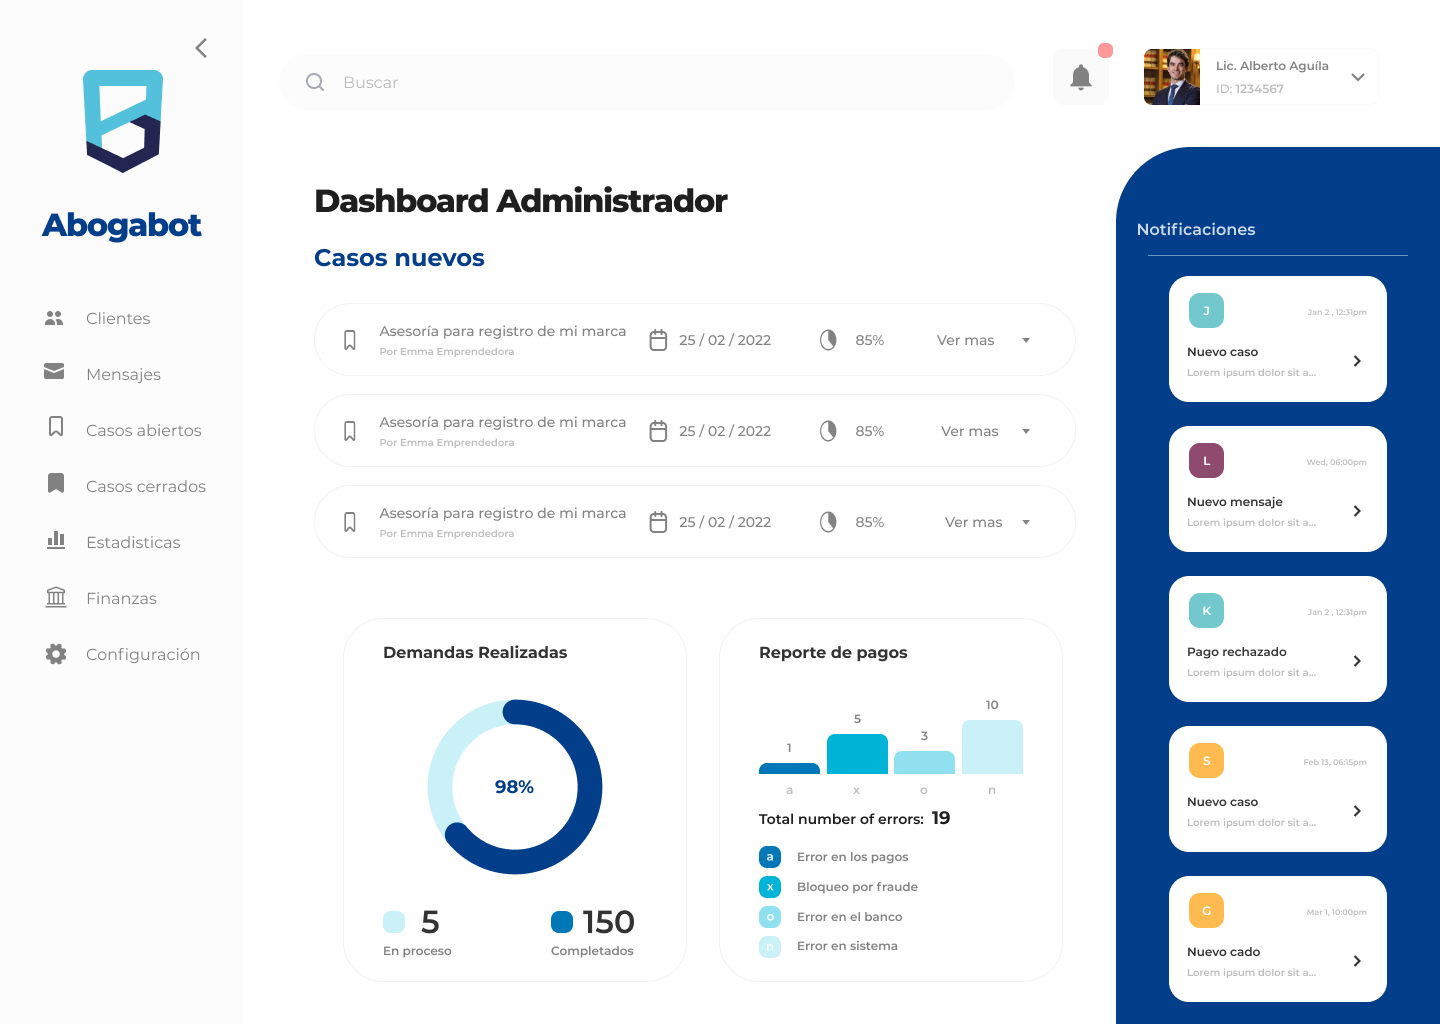 Abogabot
Clientes
Mensajes
Casos abiertos
Casos cerrados
Estadisticas
Finanzas
Configuración
Buscar
Lic. Alberto Aguíla
ID: 1234567
Dashboard Administrador
Casos nuevos
Asesoría para registro de mi marca
Por Emma Emprendedora
25 / 02 / 2022
85%
Ver mas
Asesoría para registro de mi marca
Por Emma Emprendedora
25 / 02 / 2022
85%
Ver mas
Asesoría para registro de mi marca
Por Emma Emprendedora
25 / 02 / 2022
85%
Ver mas
Demandas Realizadas
98%
5
En proceso
150
Completados
Reporte de pagos
1
5
3
10
a
x
o
n
Total number of errors: 19
a Error en los pagos
x Bloqueo por fraude
o Error en el banco
n Error en sistema
Notificaciones
J
Jan 2 , 12:31pm
Nuevo caso
Lorem ipsum dolor sit a...
L
Wed, 06:00pm
Nuevo mensaje
Lorem ipsum dolor sit a...
K
Jan 2 , 12:31pm
Pago rechazado
Lorem ipsum dolor sit a...
S
Feb 13, 06:15pm
Nuevo caso
Lorem ipsum dolor sit a...
G
Mar 1, 10:00pm
Nuevo cado
Lorem ipsum dolor sit a...